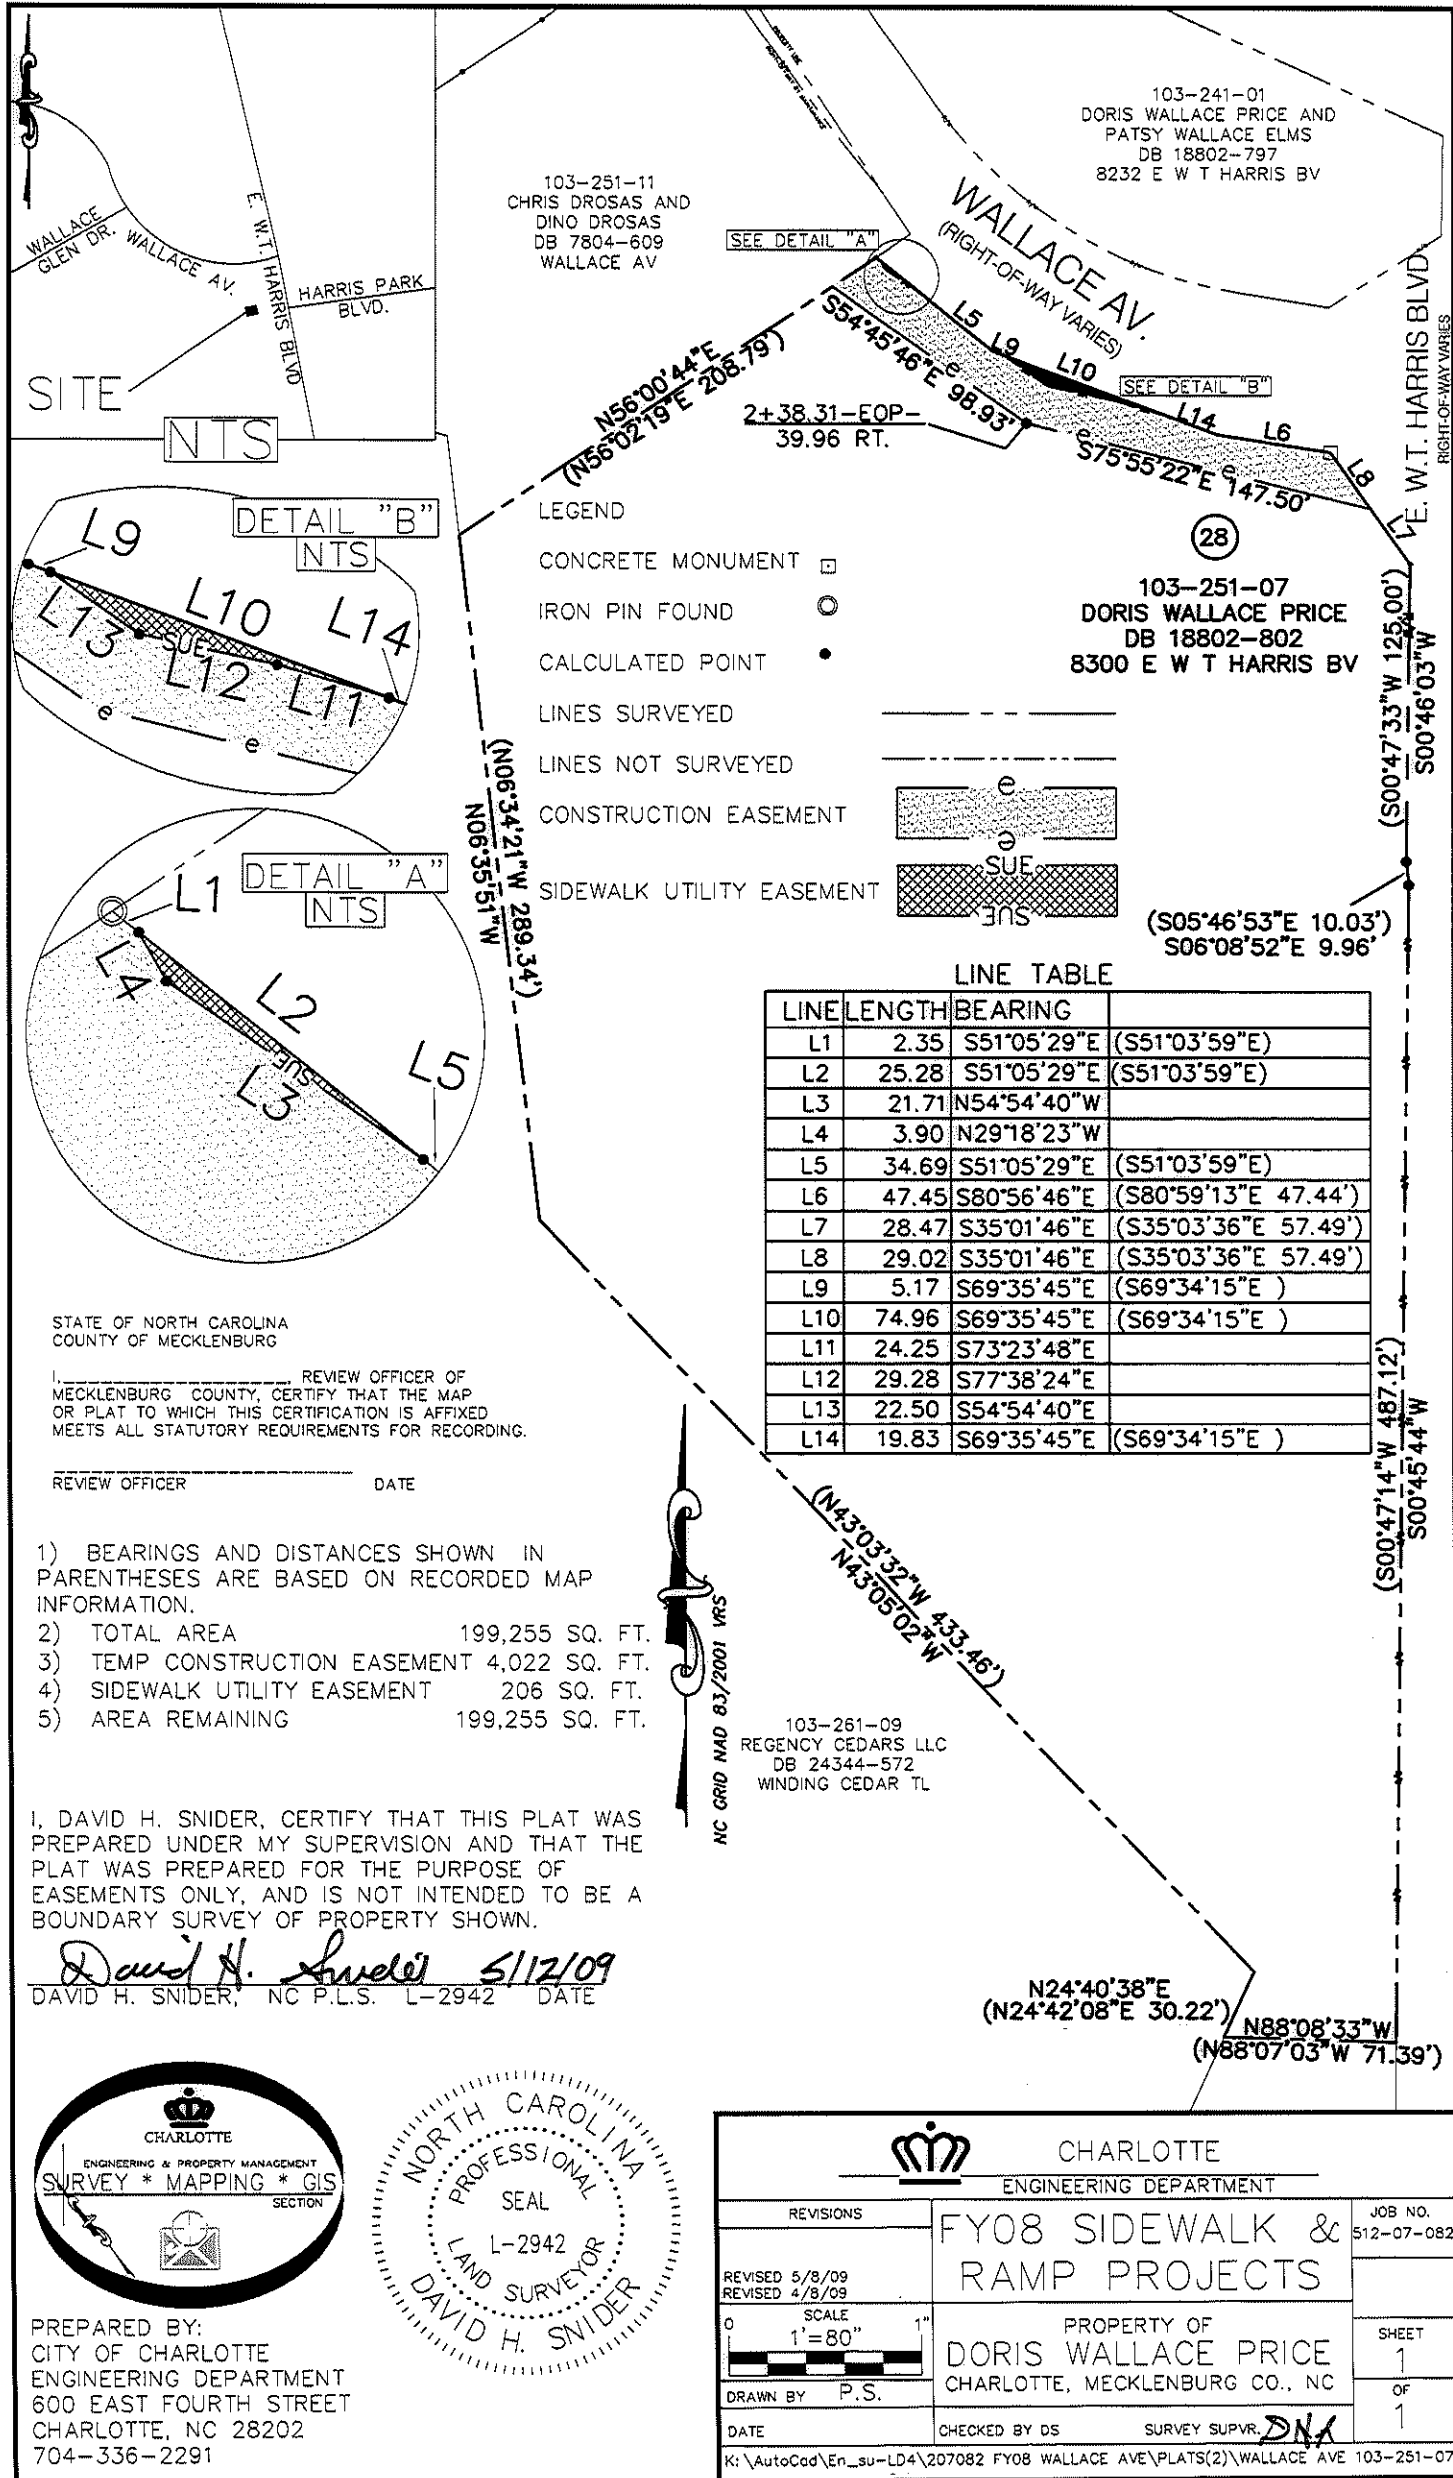 WALLACE
GLEN DR.
WALLACE AV.
E. W.T. HARRIS BLVD
HARRIS PARK
BLVD.
SITE
NTS
103-251-11
CHRIS DROSAS AND
DINO DROSAS
DB 7804-609
WALLACE AV
103-241-01
DORIS WALLACE PRICE AND
PATSY WALLACE ELMS
DB 18802-797
8232 E W T HARRIS BV
SEE DETAIL "A"
WALLACE AV.
(RIGHT-OF-WAY VARIES)
E. W.T. HARRIS BLVD
RIGHT-OF-WAY VARIES
L5
L9
L10
SEE DETAIL "B"
L14
L6
L8
L7
N56°00'44"E
(N56°02'19"E 208.79')
S54°45'46"E 98.93'
e
2+38.31-EOP-
39.96 RT.
e
e
S75°55'22"E 147.50'
28
103-251-07
DORIS WALLACE PRICE
DB 18802-802
8300 E W T HARRIS BV
(S00°47'33"W 125.00')
S00°46'03"W
(S05°46'53"E 10.03')
S06°08'52"E 9.96'
DETAIL "B"
NTS
L9
L10
L13
L14
SUE
L12
L11
e
e
DETAIL "A"
NTS
L1
L4
L2
SUE
L3
L5
(N06°34'21"W 289.34')
N06°35'51"W
LEGEND
CONCRETE MONUMENT
IRON PIN FOUND
CALCULATED POINT
LINES SURVEYED
LINES NOT SURVEYED
CONSTRUCTION EASEMENT
e
e
SIDEWALK UTILITY EASEMENT
SUE
SUE
LINE TABLE
LINE LENGTH BEARING
L1 2.35 S51°05'29"E (S51°03'59"E)
L2 25.28 S51°05'29"E (S51°03'59"E)
L3 21.71 N54°54'40"W
L4 3.90 N29°18'23"W
L5 34.69 S51°05'29"E (S51°03'59"E)
L6 47.45 S80°56'46"E (S80°59'13"E 47.44')
L7 28.47 S35°01'46"E (S35°03'36"E 57.49')
L8 29.02 S35°01'46"E (S35°03'36"E 57.49')
L9 5.17 S69°35'45"E (S69°34'15"E )
L10 74.96 S69°35'45"E (S69°34'15"E )
L11 24.25 S73°23'48"E
L12 29.28 S77°38'24"E
L13 22.50 S54°54'40"E
L14 19.83 S69°35'45"E (S69°34'15"E )
(S00°47'14"W 487.12')
S00°45'44"W
STATE OF NORTH CAROLINA
COUNTY OF MECKLENBURG
I,____________________, REVIEW OFFICER OF
MECKLENBURG COUNTY, CERTIFY THAT THE MAP
OR PLAT TO WHICH THIS CERTIFICATION IS AFFIXED
MEETS ALL STATUTORY REQUIREMENTS FOR RECORDING.
REVIEW OFFICER DATE
1) BEARINGS AND DISTANCES SHOWN IN
PARENTHESES ARE BASED ON RECORDED MAP
INFORMATION.
2) TOTAL AREA 199,255 SQ. FT.
3) TEMP CONSTRUCTION EASEMENT 4,022 SQ. FT.
4) SIDEWALK UTILITY EASEMENT 206 SQ. FT.
5) AREA REMAINING 199,255 SQ. FT.
NC GRID NAD 83/2001 VRS
(N43°03'32"W 433.46')
N43°05'02"W
103-261-09
REGENCY CEDARS LLC
DB 24344-572
WINDING CEDAR TL
I, DAVID H. SNIDER, CERTIFY THAT THIS PLAT WAS
PREPARED UNDER MY SUPERVISION AND THAT THE
PLAT WAS PREPARED FOR THE PURPOSE OF
EASEMENTS ONLY, AND IS NOT INTENDED TO BE A
BOUNDARY SURVEY OF PROPERTY SHOWN.
David H. Snider 5/12/09
DAVID H. SNIDER, NC P.L.S. L-2942 DATE
N24°40'38"E
(N24°42'08"E 30.22')
N88°08'33"W
(N88°07'03"W 71.39')
CHARLOTTE
ENGINEERING & PROPERTY MANAGEMENT
SURVEY * MAPPING * GIS
SECTION
NORTH CAROLINA
PROFESSIONAL
SEAL
L-2942
LAND SURVEYOR
DAVID H. SNIDER
PREPARED BY:
CITY OF CHARLOTTE
ENGINEERING DEPARTMENT
600 EAST FOURTH STREET
CHARLOTTE, NC 28202
704-336-2291
CHARLOTTE
ENGINEERING DEPARTMENT
REVISIONS
REVISED 5/8/09
REVISED 4/8/09
FY08 SIDEWALK &
RAMP PROJECTS
JOB NO.
512-07-082
SCALE
0 1"
1'=80"
PROPERTY OF
DORIS WALLACE PRICE
CHARLOTTE, MECKLENBURG CO., NC
SHEET
1
OF
1
DRAWN BY P.S.
DATE
CHECKED BY DS
SURVEY SUPVR.
K:\AutoCad\En_su-LD4\207082 FY08 WALLACE AVE\PLATS(2)\WALLACE AVE 103-251-07